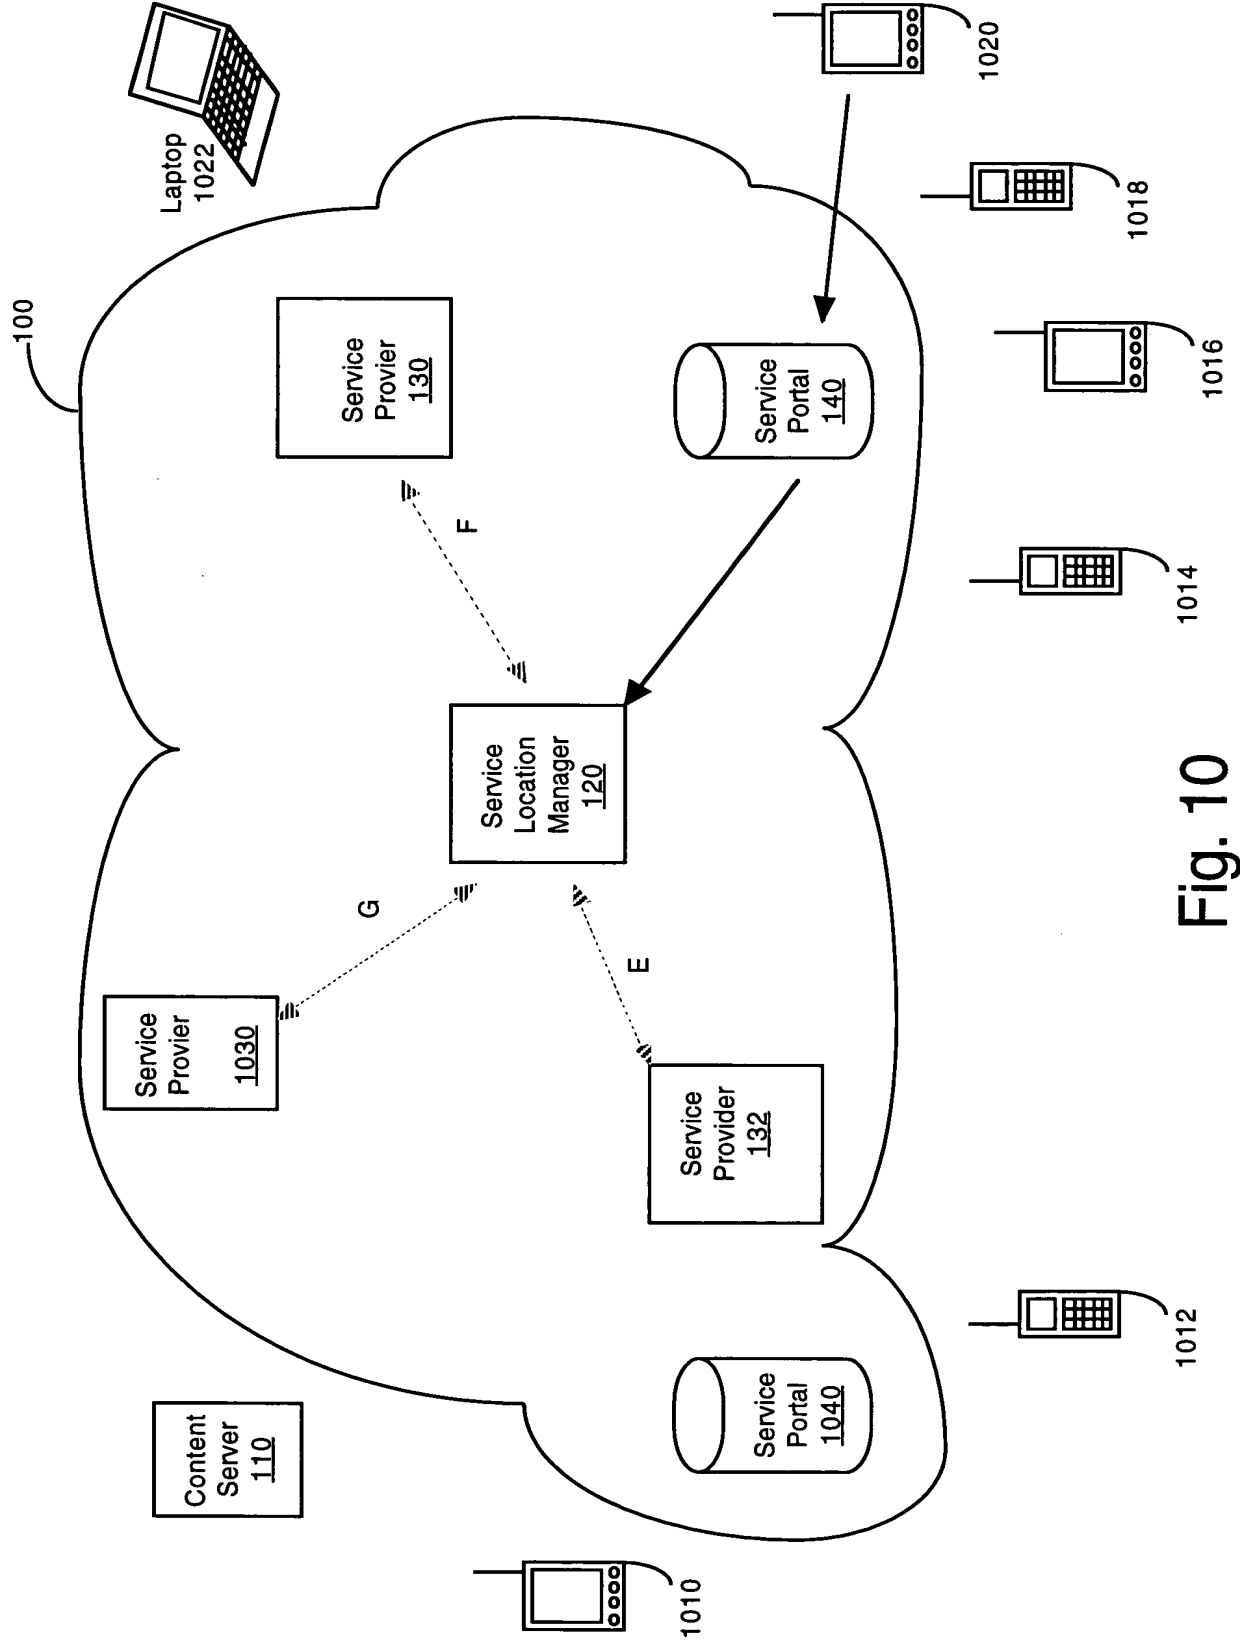 1010
Content
Server
110
Service
Portal
1040
1012
Service
Provier
1030
Service
Provider
132
G
E
Service
Location
Manager
120
F
Service
Provier
130
Service
Portal
140
100
Laptop
1022
1014
1016
1018
1020
Fig. 10